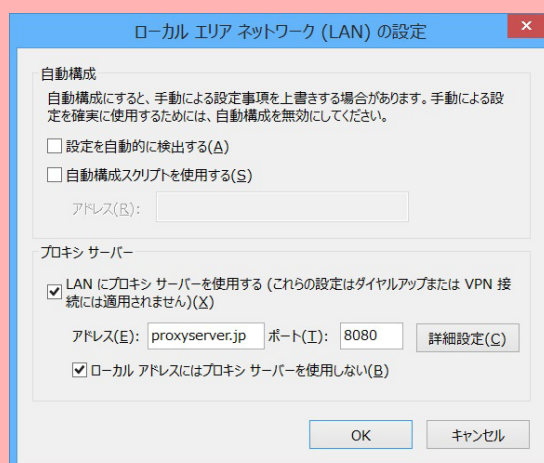 ローカル エリア ネットワーク (LAN) の設定
自動構成
自動構成にすると、手動による設定事項を上書きする場合があります。手動による設
定を確実に使用するためには、自動構成を無効にしてください。
設定を自動的に検出する(A)
自動構成スクリプトを使用する(S)
アドレス(R):
プロキシ サーバー
LAN にプロキシ サーバーを使用する (これらの設定はダイヤルアップまたは VPN 接
続には適用されません)(X)
アドレス(E): proxyserver.jp ポート(T): 8080 詳細設定(C)
ローカル アドレスにはプロキシ サーバーを使用しない(B)
OK キャンセル